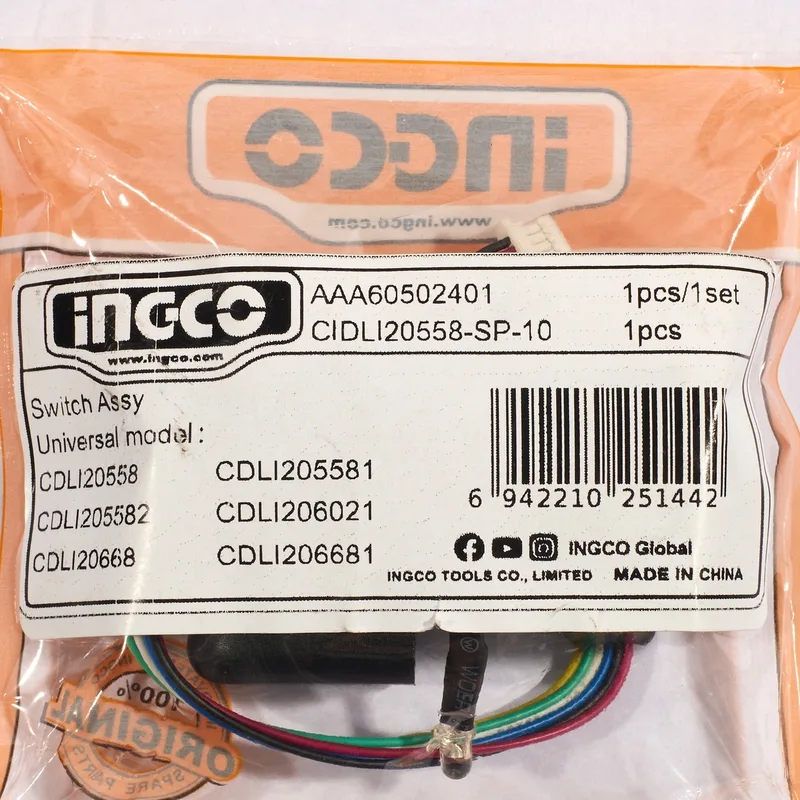 INGCO
www.ingco.com
INGCO
www.ingco.com
AAA60502401 1pcs/1set
CIDLI20558-SP-10 1pcs
Switch Assy
Universal model :
CDLI20558 CDLI205581
CDLI205582 CDLI206021
CDLI20668 CDLI206681
6 942210 251442
INGCO Global
INGCO TOOLS CO., LIMITED MADE IN CHINA
100%
ORIGINAL
SPARE PARTS
ORIGINAL